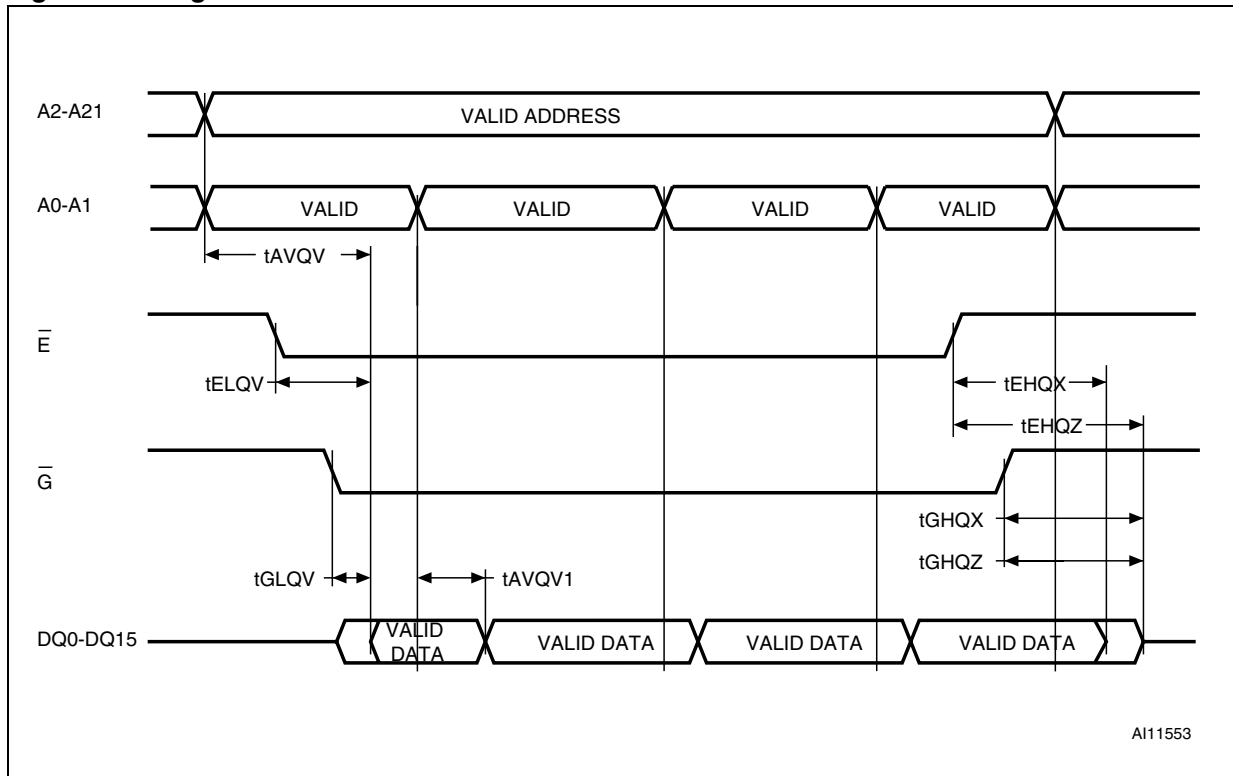 A2-A21
VALID ADDRESS
A0-A1
VALID VALID VALID VALID
tAVQV
E
tELQV
tEHQX
tEHQZ
G
tGHQX
tGHQZ
tGLQV
tAVQV1
DQ0-DQ15
VALID DATA
VALID DATA
VALID DATA
VALID DATA
AI11553